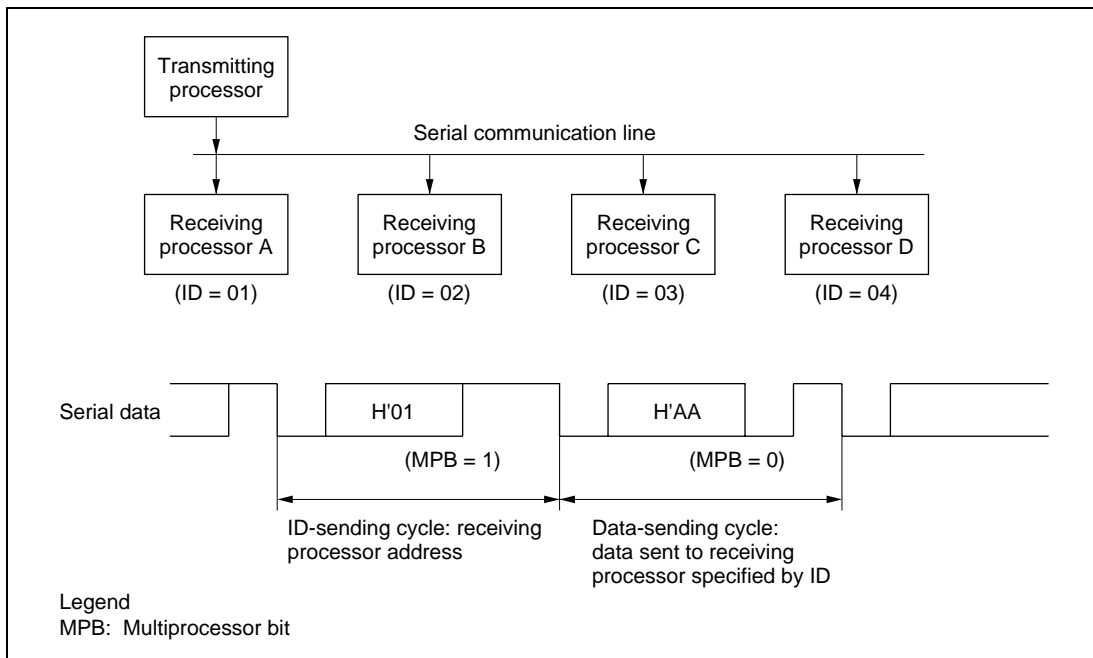 Transmitting
processor
Serial communication line
Receiving
processor A
(ID = 01)
Receiving
processor B
(ID = 02)
Receiving
processor C
(ID = 03)
Receiving
processor D
(ID = 04)
Serial data
H'01
H'AA
(MPB = 1)
(MPB = 0)
ID-sending cycle: receiving
processor address
Data-sending cycle:
data sent to receiving
processor specified by ID
Legend
MPB: Multiprocessor bit